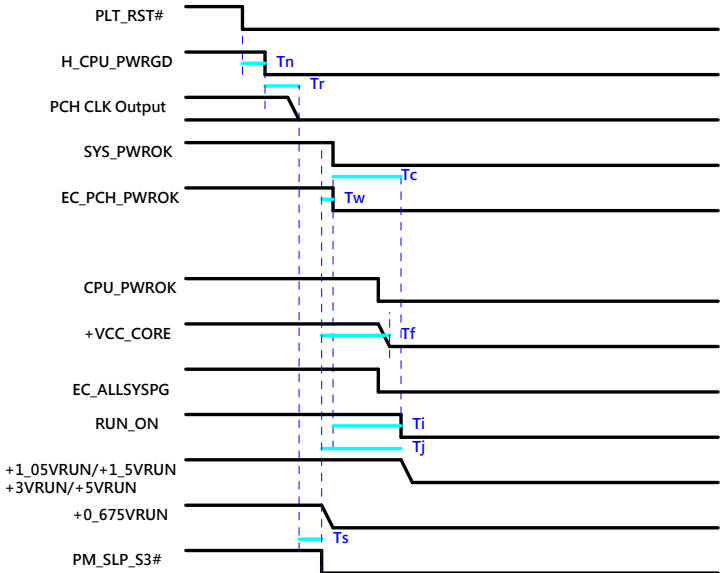 PLT_RST#
H_CPU_PWRGD
Tn
Tr
PCH CLK Output
SYS_PWROK
Tc
EC_PCH_PWROK
Tw
CPU_PWROK
+VCC_CORE
Tf
EC_ALLSYSPG
RUN_ON
Ti
Tj
+1_05VRUN/+1_5VRUN
+3VRUN/+5VRUN
+0_675VRUN
Ts
PM_SLP_S3#